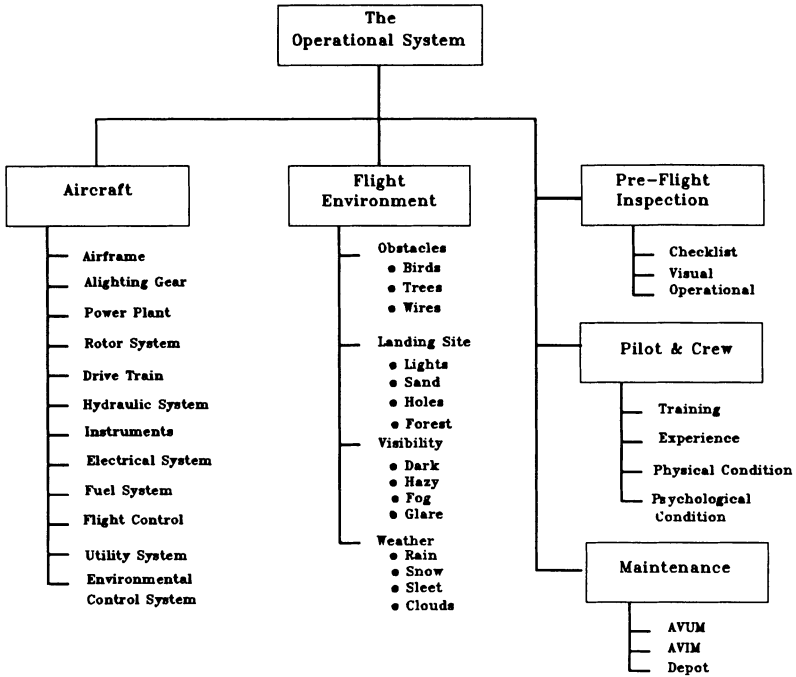 The
Operational System
Aircraft
Airframe
Alighting Gear
Power Plant
Rotor System
Drive Train
Hydraulic System
Instruments
Electrical System
Fuel System
Flight Control
Utility System
Environmental
Control System
Flight
Environment
Obstacles
● Birds
● Trees
● Wires
Landing Site
● Lights
● Sand
● Holes
● Forest
Visibility
● Dark
● Hazy
● Fog
● Glare
Weather
● Rain
● Snow
● Sleet
● Clouds
Pre-Flight
Inspection
Checklist
Visual
Operational
Pilot & Crew
Training
Experience
Physical Condition
Psychological
Condition
Maintenance
AVUM
AVIM
Depot